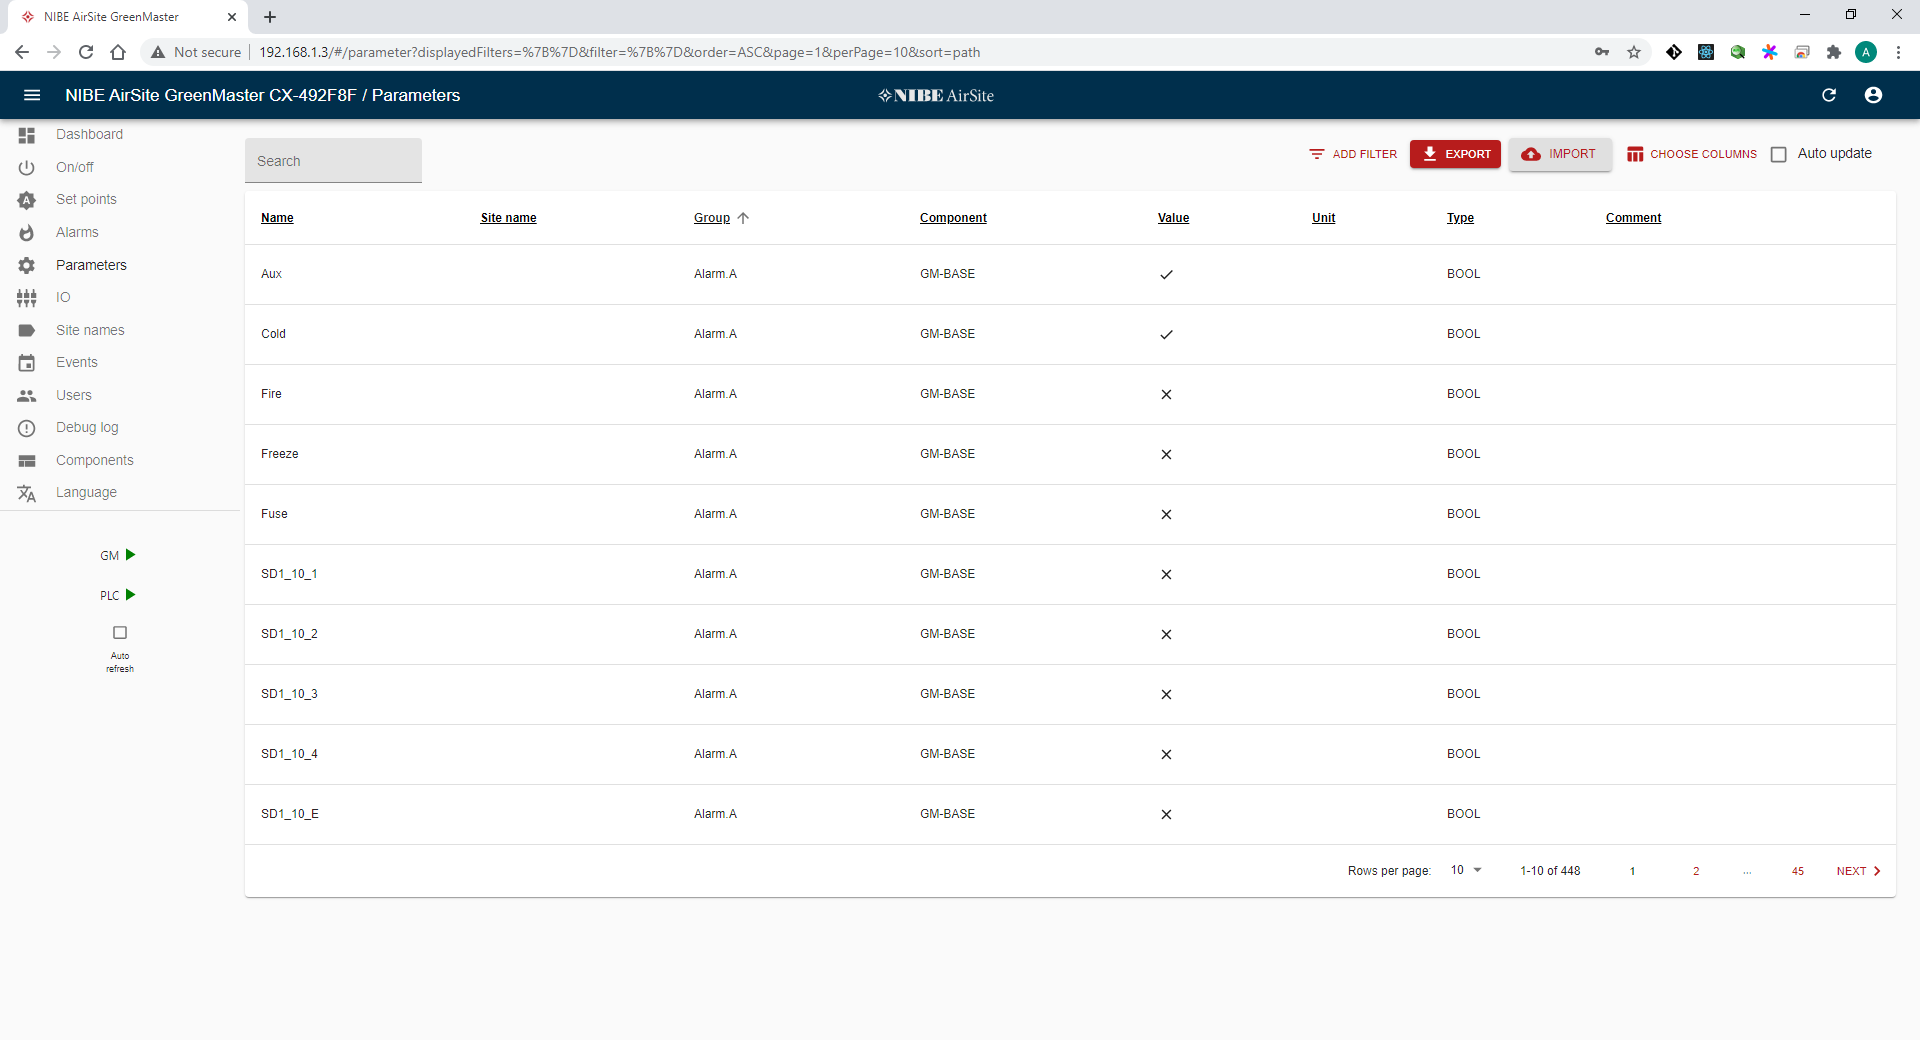 NIBE AirSite GreenMaster
Not secure
192.168.1.3/#/parameter?displayedFilters=%7B%7D&filter=%7B%7D&order=ASC&page=1&perPage=10&sort=path
A
NIBE AirSite GreenMaster CX-492F8F / Parameters
NIBE AirSite
Dashboard
On/off
Set points
Alarms
Parameters
IO
Site names
Events
Users
Debug log
Components
Language
GM
PLC
Auto
refresh
Search
ADD FILTER
EXPORT
IMPORT
CHOOSE COLUMNS
Auto update
Name Site name Group Component Value Unit Type Comment
Aux Alarm.A GM-BASE BOOL
Cold Alarm.A GM-BASE BOOL
Fire Alarm.A GM-BASE BOOL
Freeze Alarm.A GM-BASE BOOL
Fuse Alarm.A GM-BASE BOOL
SD1_10_1 Alarm.A GM-BASE BOOL
SD1_10_2 Alarm.A GM-BASE BOOL
SD1_10_3 Alarm.A GM-BASE BOOL
SD1_10_4 Alarm.A GM-BASE BOOL
SD1_10_E Alarm.A GM-BASE BOOL
Rows per page: 10 1-10 of 448 1 2 ... 45 NEXT